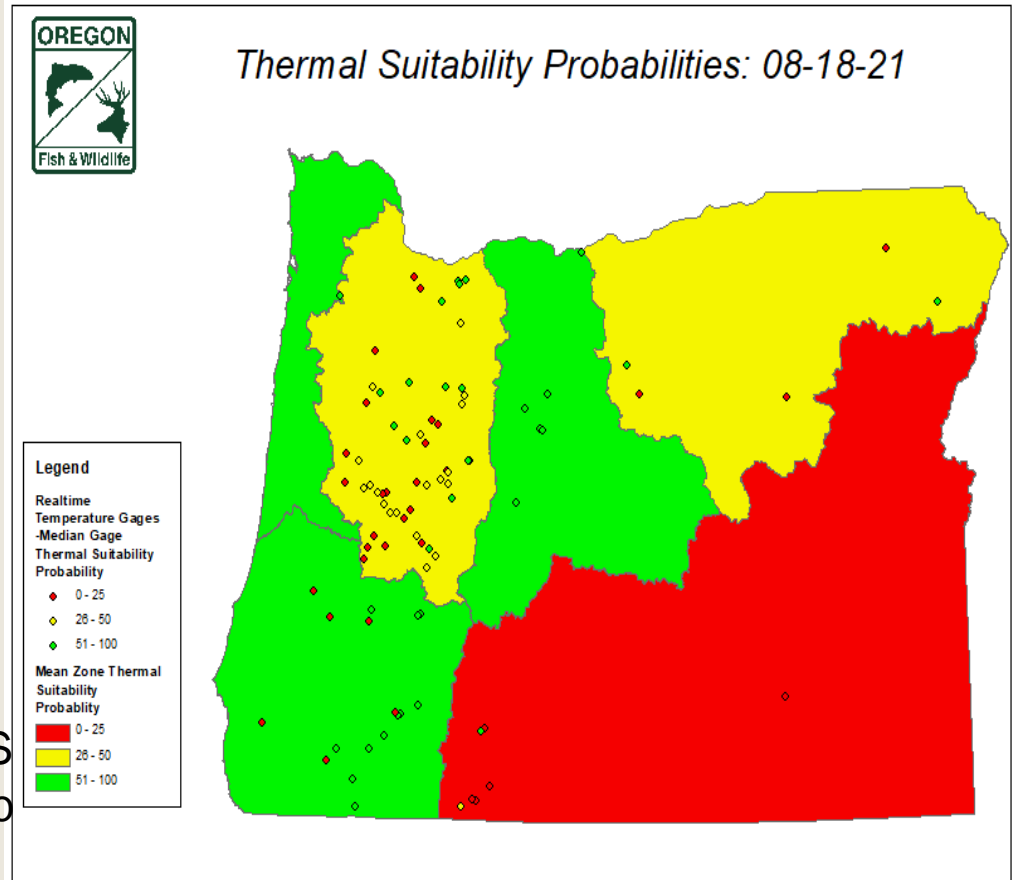 OREGON
Fish & Wildlife
Thermal Suitability Probabilities: 08-18-21
Legend
Realtime
Temperature Gages
-Median Gage
Thermal Suitability
Probability
0 - 25
26 - 50
51 - 100
Mean Zone Thermal
Suitability
Probablity
0 - 25
26 - 50
51 - 100
S